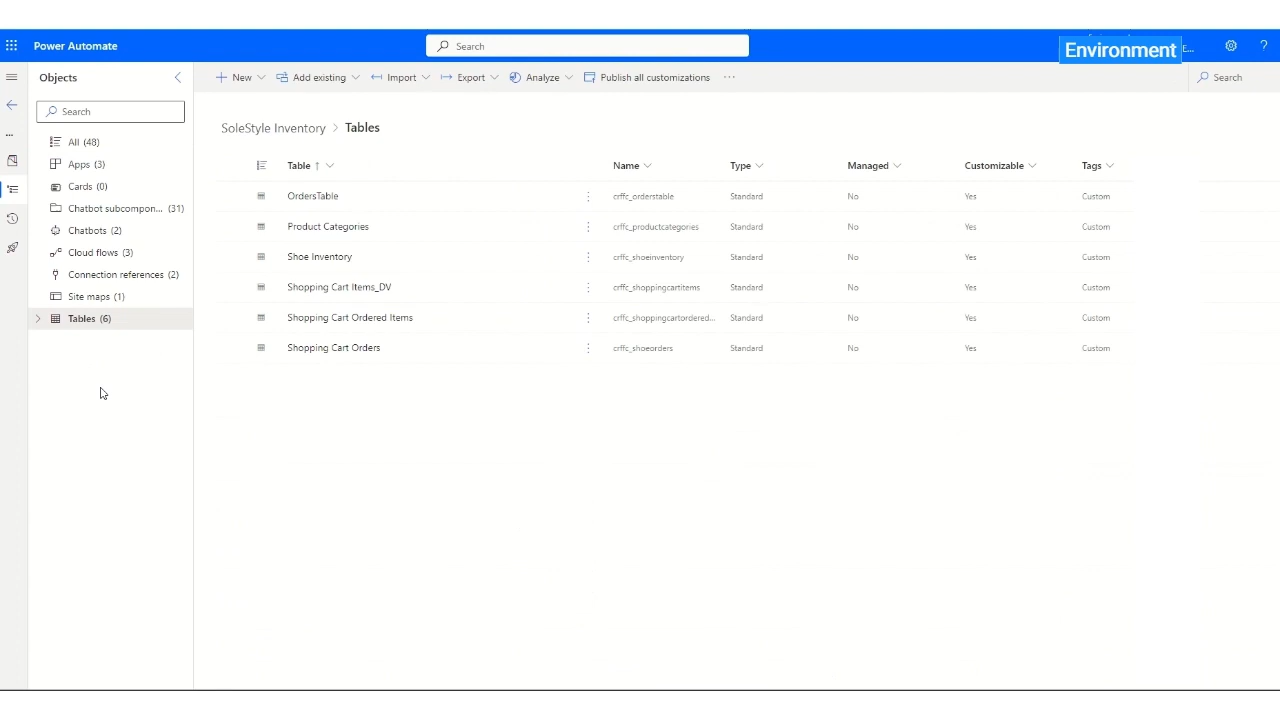 Power Automate
Search
Environment
E...
?
Objects
New
Add existing
Import
Export
Analyze
Publish all customizations
...
Search
Search
SoleStyle Inventory > Tables
All (48)
Apps (3)
Cards (0)
Chatbot subcompon... (31)
Chatbots (2)
Cloud flows (3)
Connection references (2)
Site maps (1)
Tables (6)
Table ↑ Name Type Managed Customizable Tags
OrdersTable crffc_orderstable Standard No Yes Custom
Product Categories crffc_productcategories Standard No Yes Custom
Shoe Inventory crffc_shoeinventory Standard No Yes Custom
Shopping Cart Items_DV crffc_shoppingcartitems Standard No Yes Custom
Shopping Cart Ordered Items crffc_shoppingcartordered... Standard No Yes Custom
Shopping Cart Orders crffc_shoeorders Standard No Yes Custom